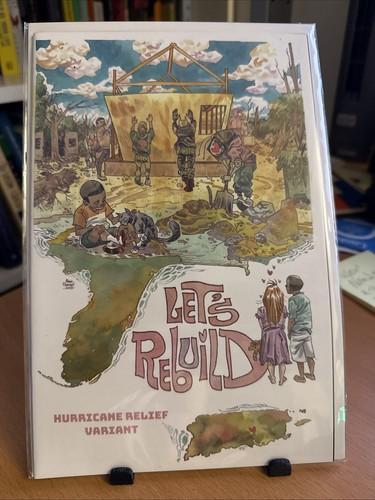 LET'S
REBUILD
HURRICANE RELIEF
VARIANT